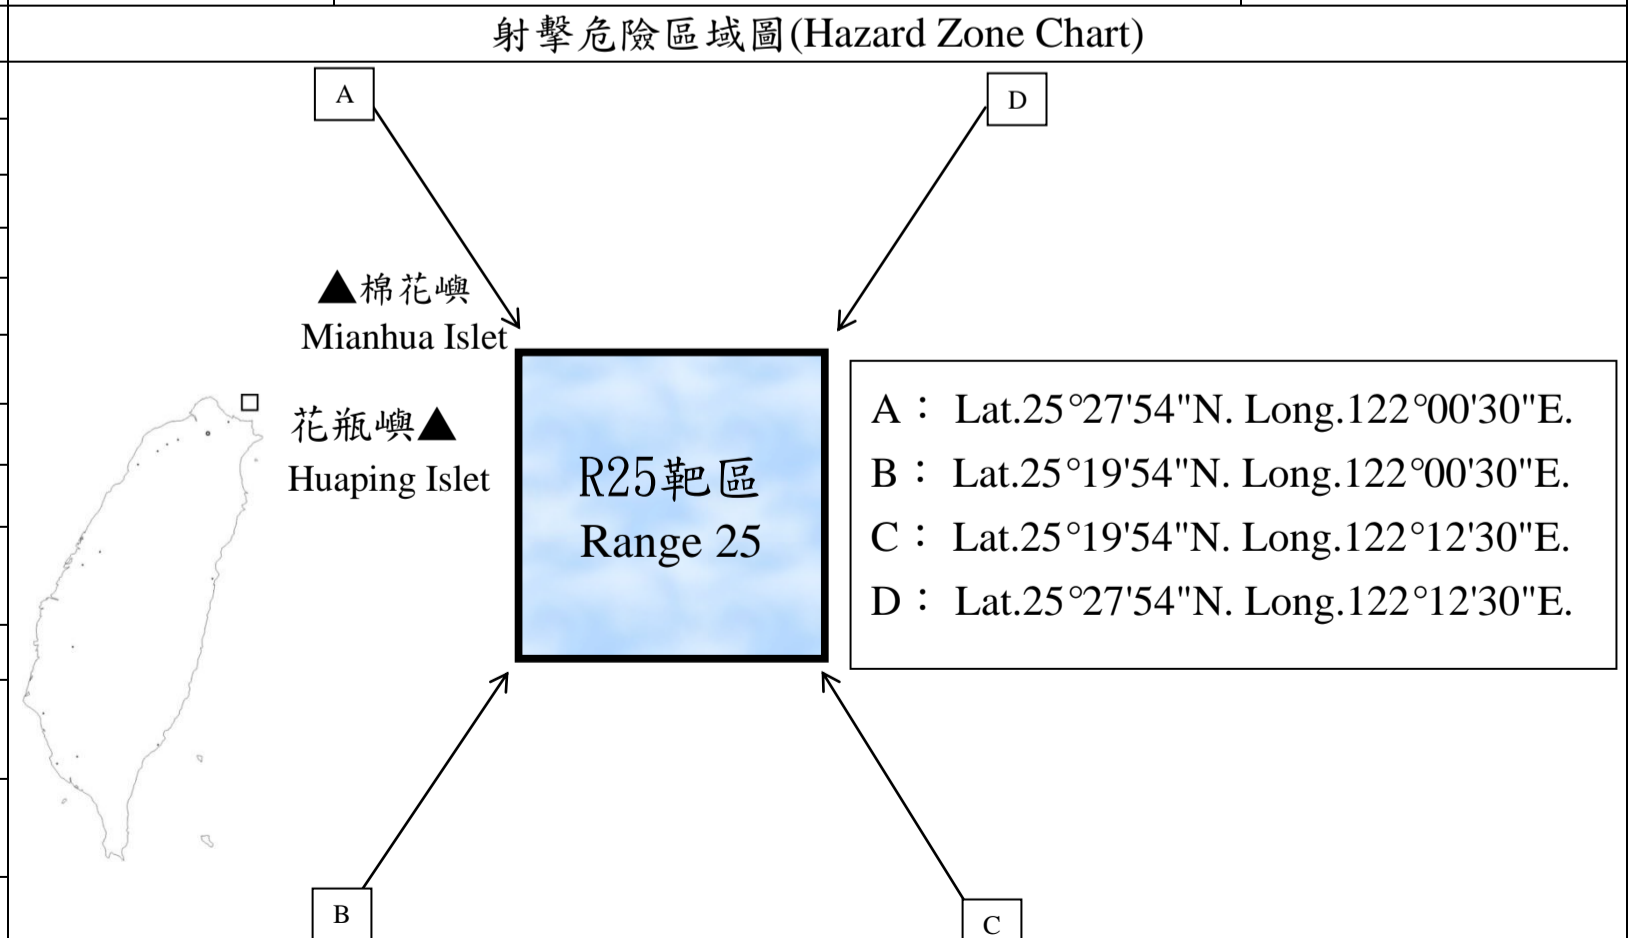 射擊危險區域圖(Hazard Zone Chart)
A
D
▲棉花嶼
Mianhua Islet
花瓶嶼▲
Huaping Islet
R25靶區
Range 25
A： Lat.25°27'54"N. Long.122°00'30"E.
B： Lat.25°19'54"N. Long.122°00'30"E.
C： Lat.25°19'54"N. Long.122°12'30"E.
D： Lat.25°27'54"N. Long.122°12'30"E.
B
C